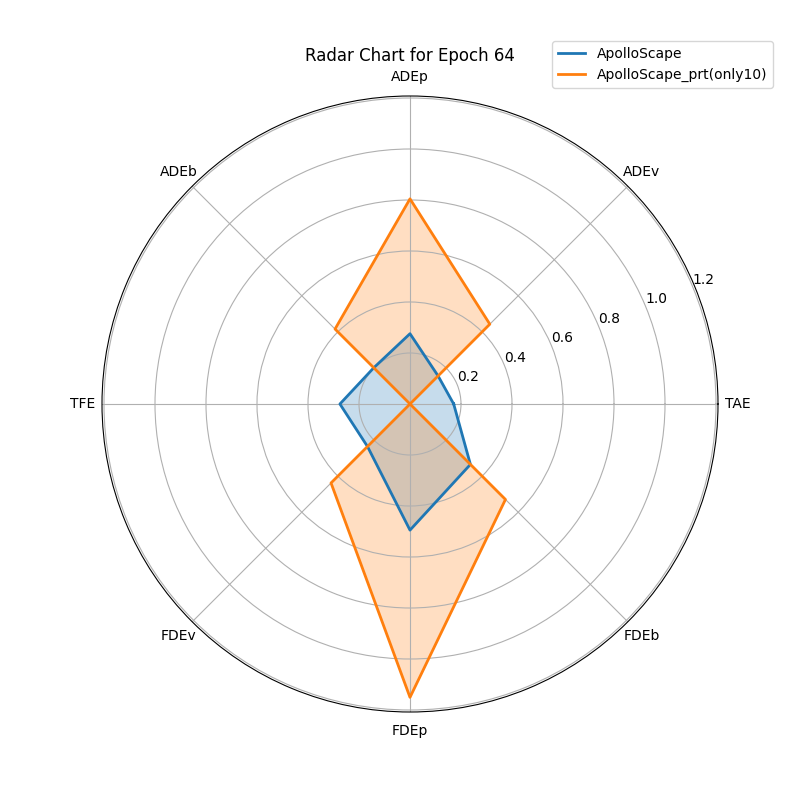 Radar Chart for Epoch 64
ApolloScape
ApolloScape_prt(only10)
ADEp
ADEb
ADEv
1.2
1.0
0.8
0.6
0.4
0.2
TFE
TAE
FDEv
FDEb
FDEp